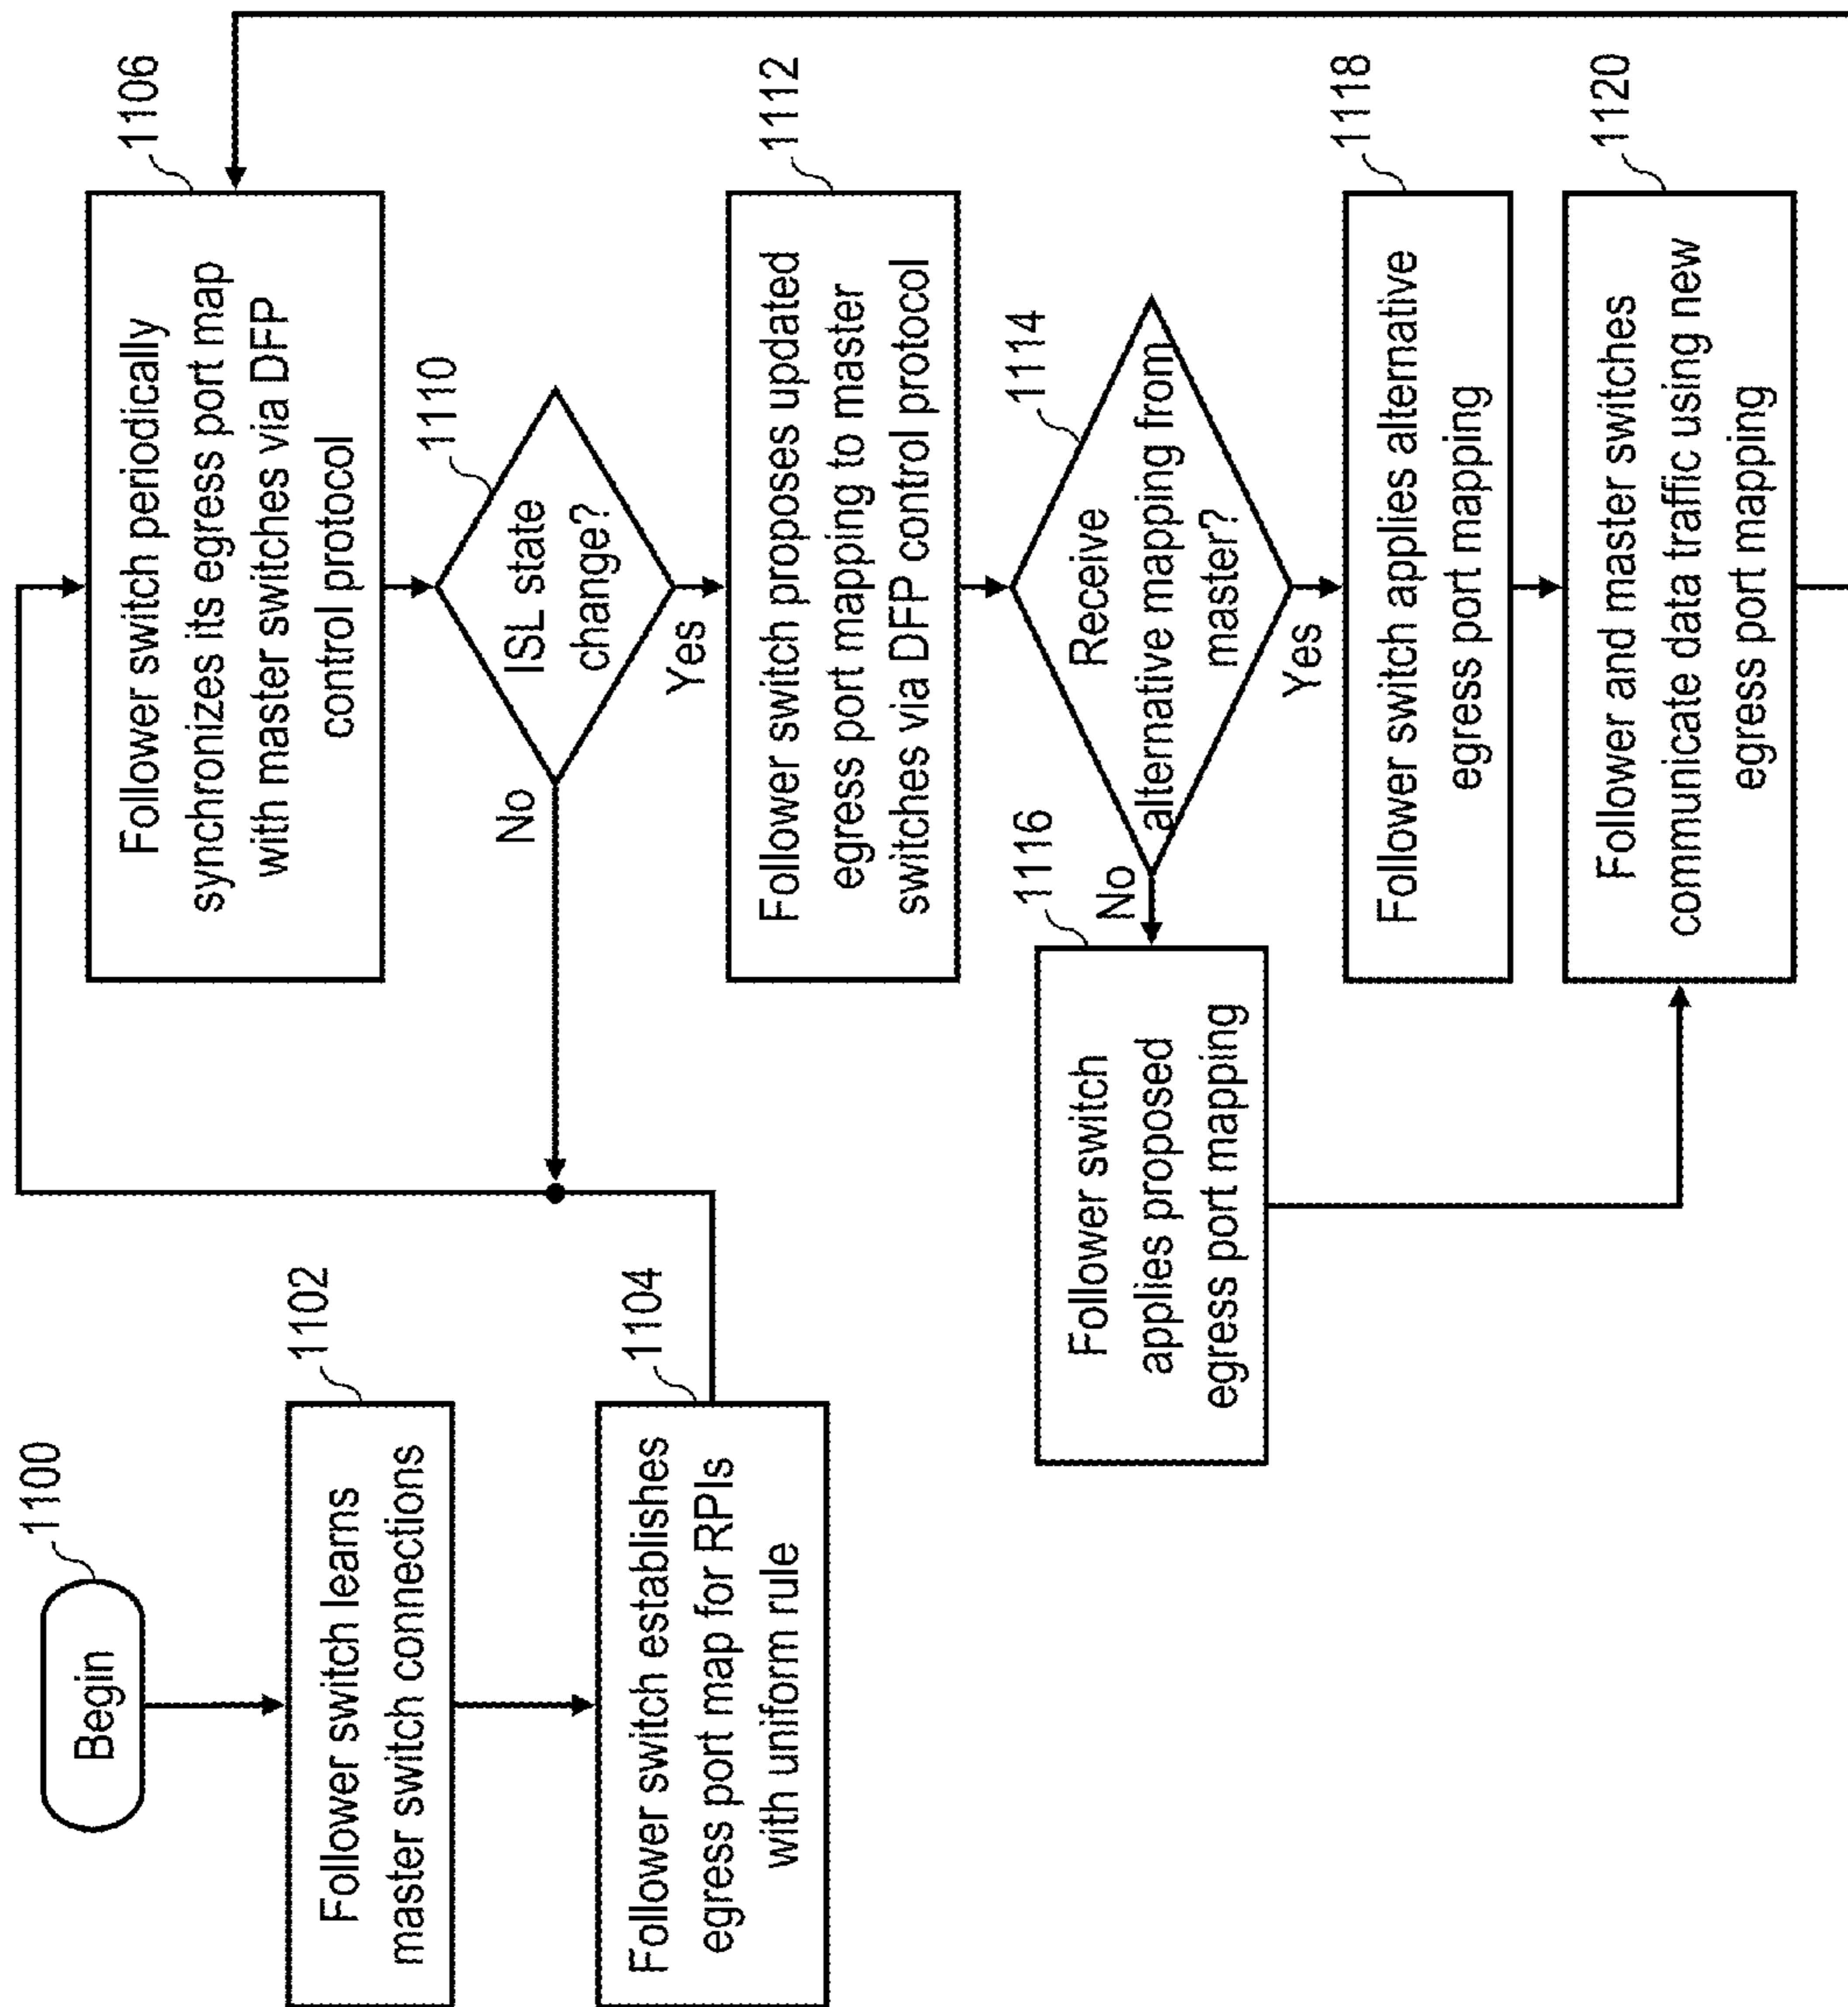 1100
Begin
1102
Follower switch learns
master switch connections
1104
Follower switch establishes
egress port map for RPIs
with uniform rule
1106
Follower switch periodically
synchronizes its egress port map
with master switches via DFP
control protocol
1110
ISL state
change?
No
Yes
1112
Follower switch proposes updated
egress port mapping to master
switches via DFP control protocol
1114
Receive
alternative mapping from
master?
No
Yes
1116
Follower switch
applies proposed
egress port mapping
1118
Follower switch applies alternative
egress port mapping
1120
Follower and master switches
communicate data traffic using new
egress port mapping